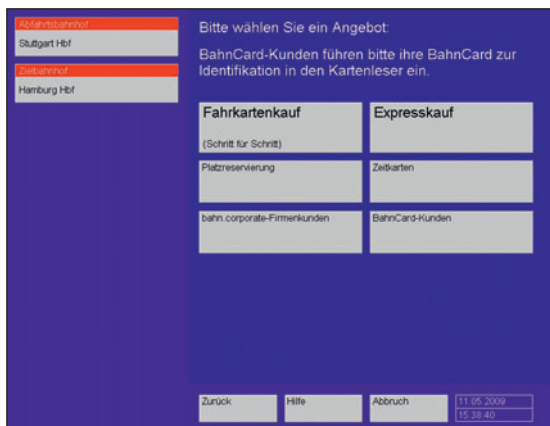 Abfahrtsbahnhof
Stuttgart Hbf
Zielbahnhof
Hamburg Hbf
Bitte wählen Sie ein Angebot:
BahnCard-Kunden führen bitte ihre BahnCard zur
Identifikation in den Kartenleser ein.
Fahrkartenkauf
(Schritt für Schritt)
Expresskauf
Platzreservierung
Zeitkarten
bahn.corporate-Firmenkunden
BahnCard-Kunden
Zurück
Hilfe
Abbruch
11.05.2009
15:38:40